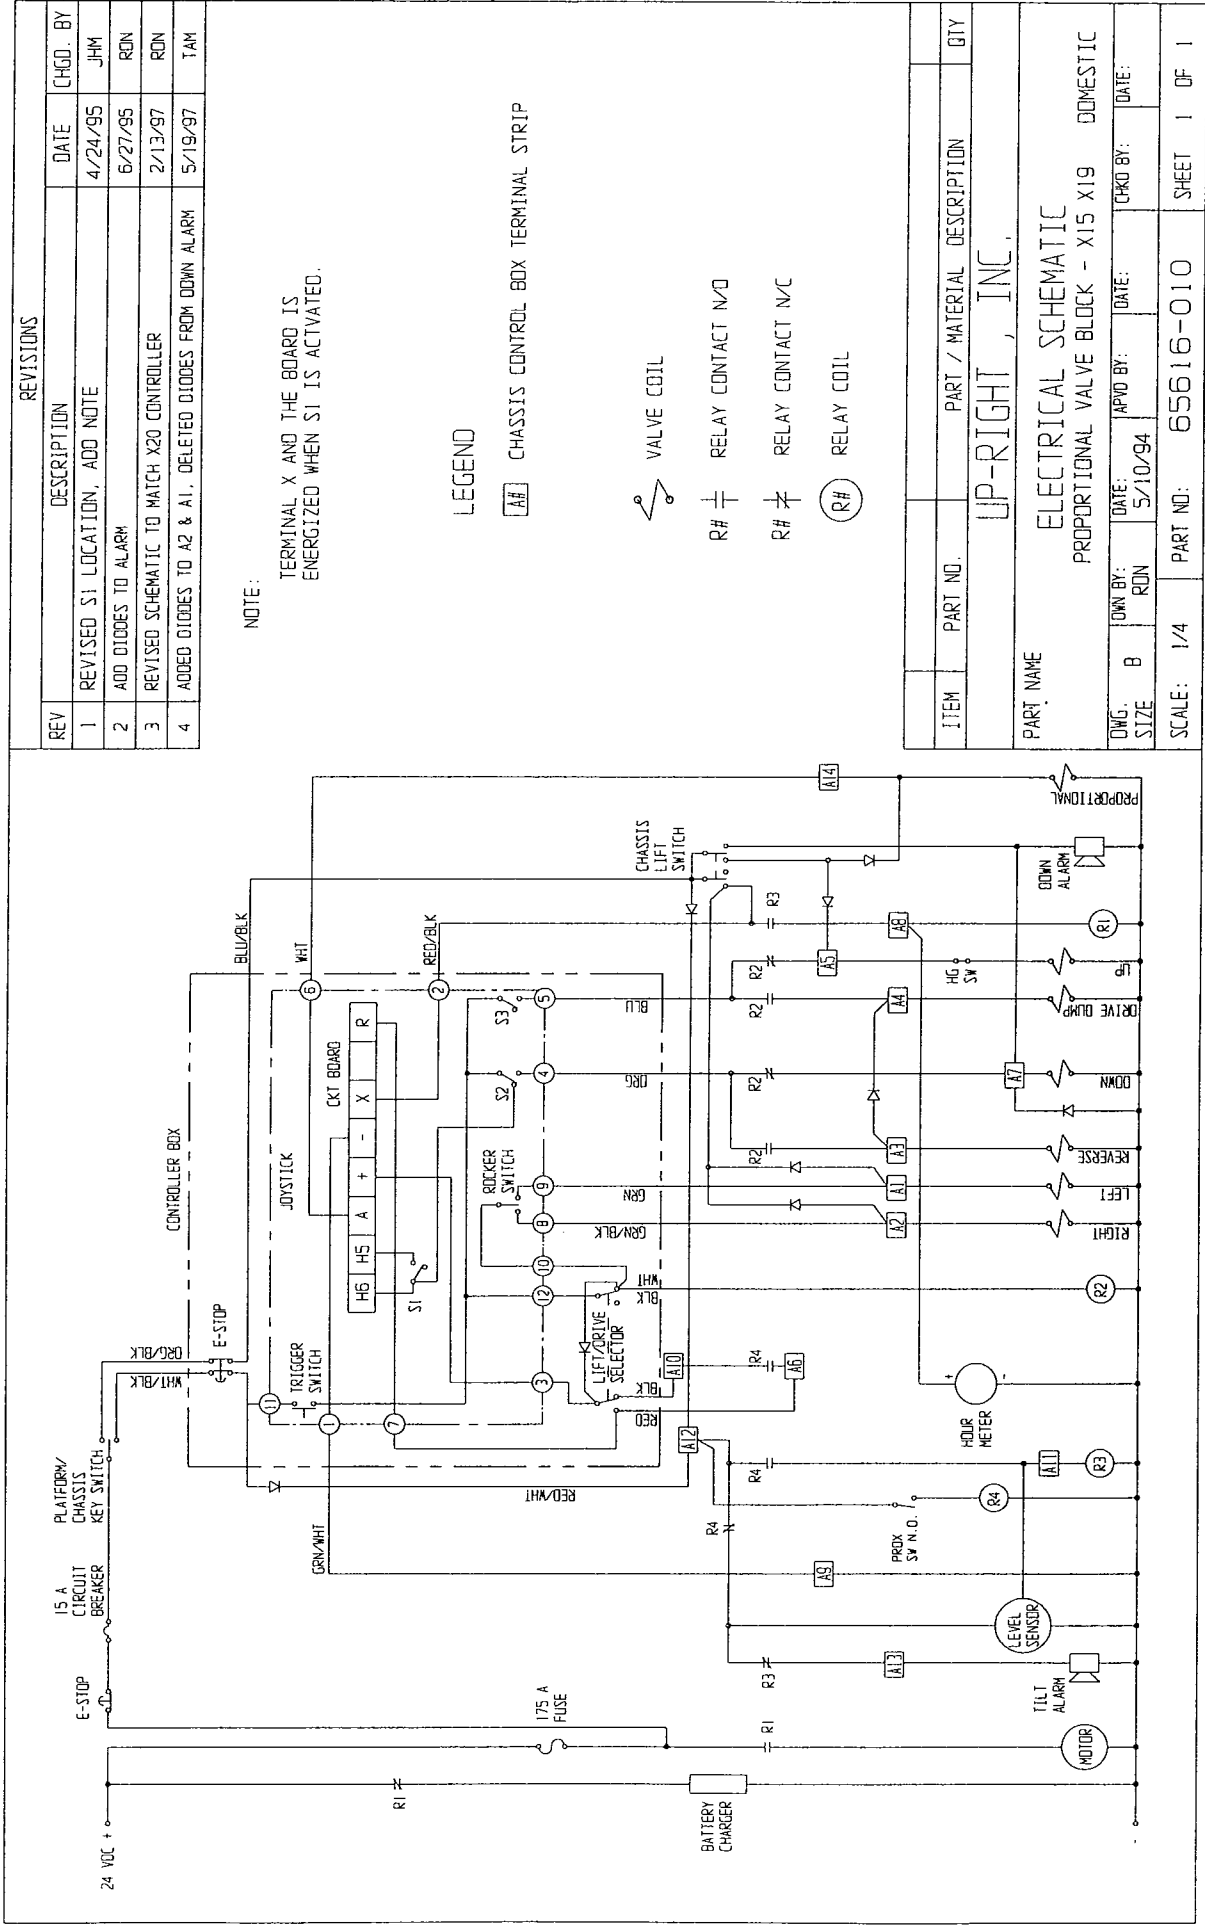 REVISIONS
REV DESCRIPTION DATE CHGD. BY
1 REVISED S1 LOCATION, ADD NOTE 4/24/95 JHM
2 ADD DIODES TO ALARM 6/27/95 RDN
3 REVISED SCHEMATIC TO MATCH X20 CONTROLLER 2/13/97 RDN
4 ADDED DIODES TO A2 & A1, DELETED DIODES FROM DOWN ALARM 5/19/97 TAM
NOTE:
TERMINAL X AND THE BOARD IS
ENERGIZED WHEN S1 IS ACTVATED.
LEGEND
A# CHASSIS CONTROL BOX TERMINAL STRIP
VALVE COIL
R# RELAY CONTACT N/O
R# RELAY CONTACT N/C
R# RELAY COIL
ITEM PART NO. PART / MATERIAL DESCRIPTION QTY
UP-RIGHT , INC.
PART NAME
ELECTRICAL SCHEMATIC
PROPORTIONAL VALVE BLOCK - X15 X19 DOMESTIC
DWG. SIZE B
DWN BY: RDN
DATE: 5/10/94
APVD BY:
DATE:
CHKD BY:
DATE:
SCALE: 1/4
PART NO: 65616-010
SHEET 1 OF 1
24 VDC +
-
E-STOP
15 A
CIRCUIT
BREAKER
PLATFORM/
CHASSIS
KEY SWITCH
WHT/BLK
ORG/BLK
E-STOP
CONTROLLER BOX
BLU/BLK
GRN/WHT
11
TRIGGER
SWITCH
1
7
JOYSTICK
6
WHT
CKT BOARD
H6 H5 A + - X R
S1
2
RED/BLK
ROCKER
SWITCH
S2
S3
3
12
10
8
9
4
5
LIFT/DRIVE
SELECTOR
RED/WHT
RED
BLK
BLK
WHT
GRN/BLK
GRN
ORG
BLU
CHASSIS
LIFT
SWITCH
175 A
FUSE
R1
BATTERY
CHARGER
R1
MOTOR
R3
A13
TILT
ALARM
LEVEL
SENSOR
A9
R4
A12
R4
PROX
SW N.O.
R4
A11
R3
A10
R4
A6
HOUR
METER
+
-
R2
A2
RIGHT
A1
LEFT
R2
A3
REVERSE
R2
A7
DOWN
R2
A4
DRIVE DUMP
R2
A5
HG
SW
UP
R3
A8
R1
DOWN
ALARM
A14
PROPORTIONAL